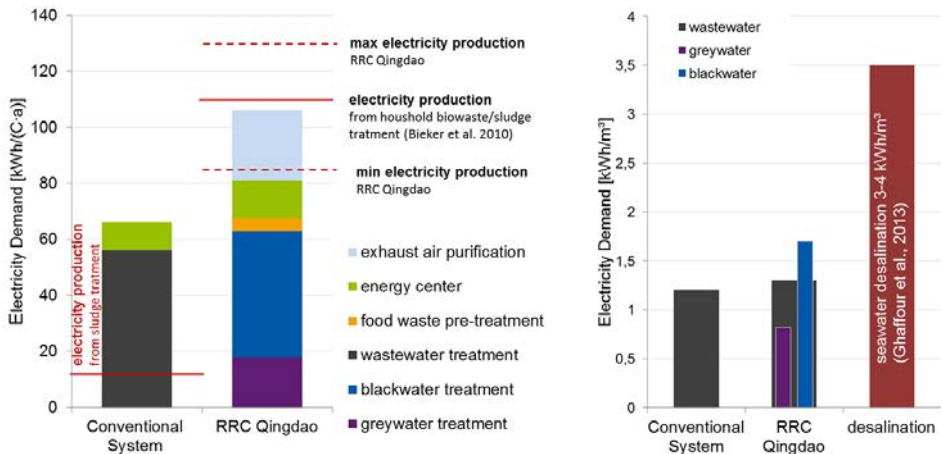 Electricity Demand [kWh/(C·a)]
140
120
100
80
60
40
20
0
electricity production
from sludge treatment
Conventional
System
RRC Qingdao
max electricity production
RRC Qingdao
electricity production
from houshold biowaste/sludge
tratment (Bieker et al. 2010)
min electricity production
RRC Qingdao
exhaust air purification
energy center
food waste pre-treatment
wastewater treatment
blackwater treatment
greywater treatment
Electricity Demand [kWh/m³]
4
3,5
3
2,5
2
1,5
1
0,5
0
wastewater
greywater
blackwater
seawater desalination 3-4 kWh/m³
(Ghaffour et al., 2013)
Conventional
System
RRC
Qingdao
desalination